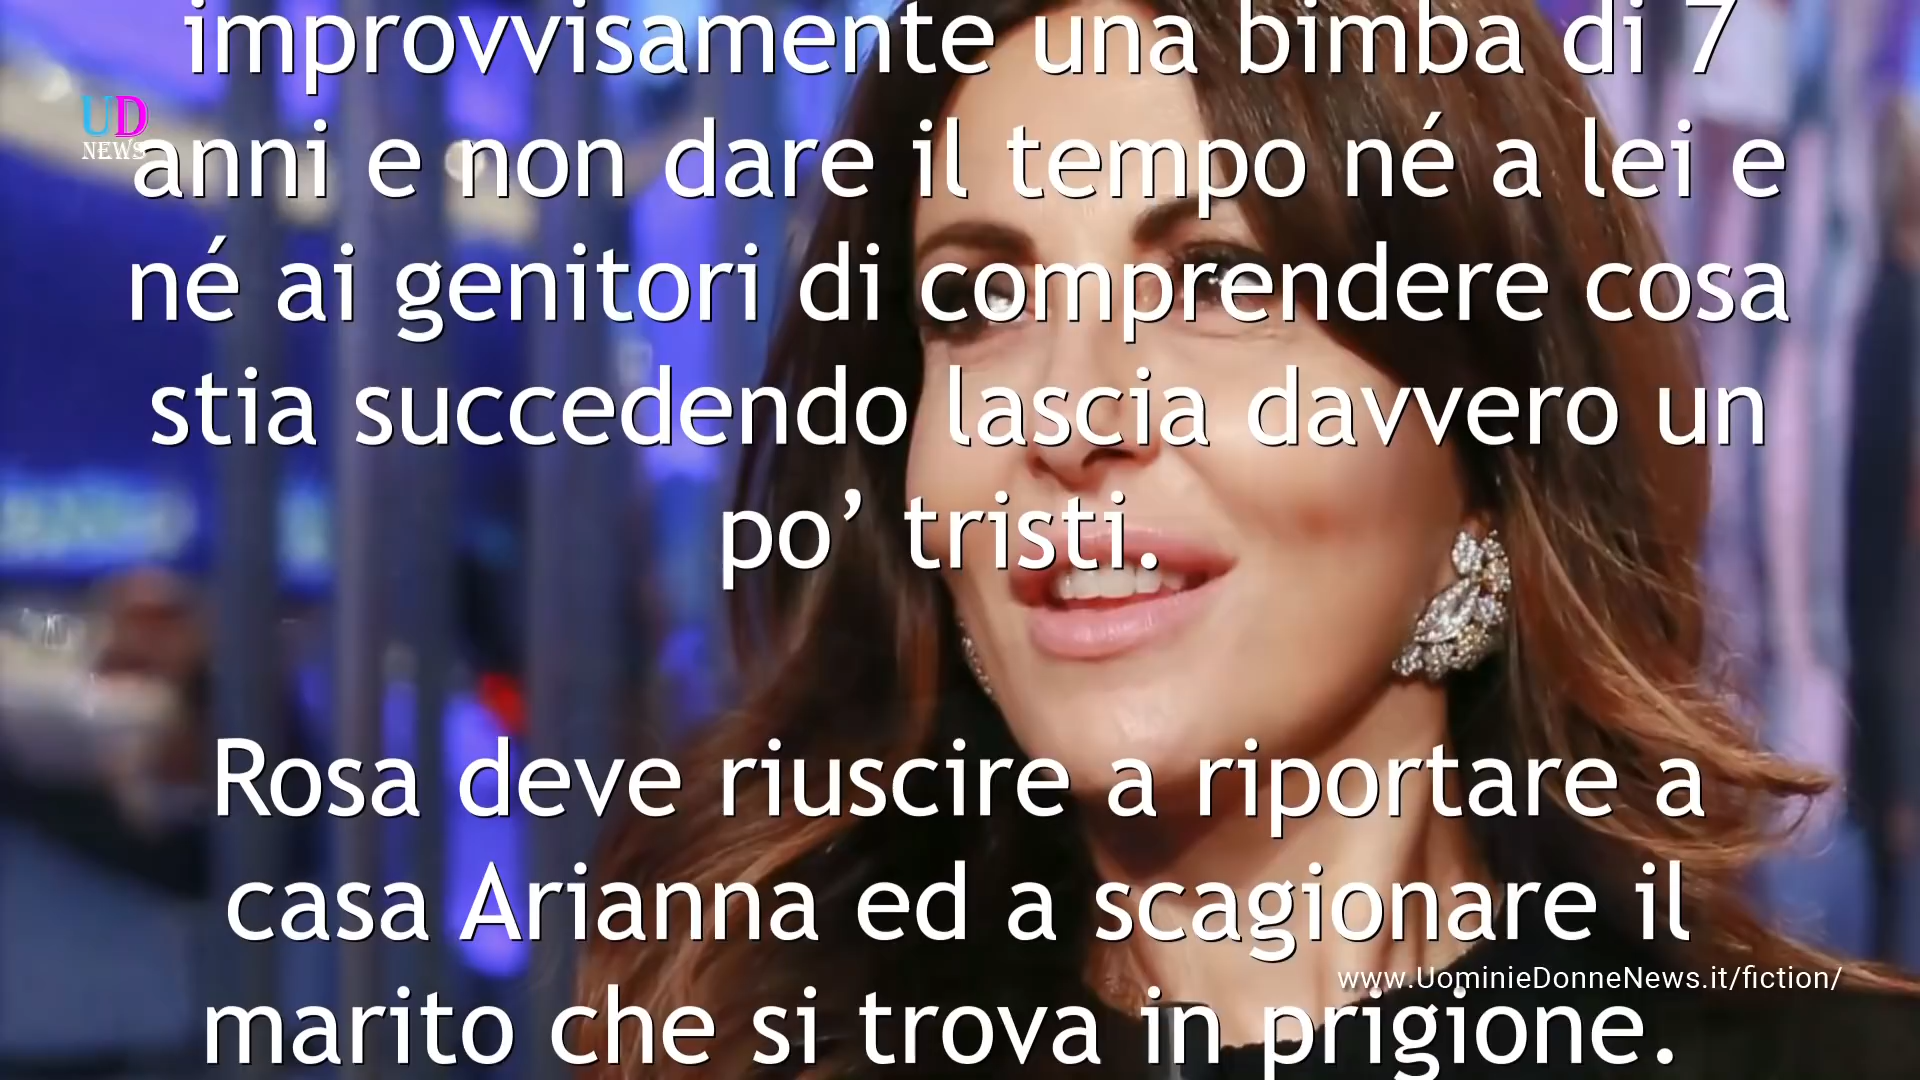 improvvisamente una bimba di 7
UD
NEWS
anni e non dare il tempo né a lei e
né ai genitori di comprendere cosa
stia succedendo lascia davvero un
po’ tristi.
Rosa deve riuscire a riportare a
casa Arianna ed a scagionare il
www.UominieDonneNews.it/fiction/
marito che si trova in prigione.